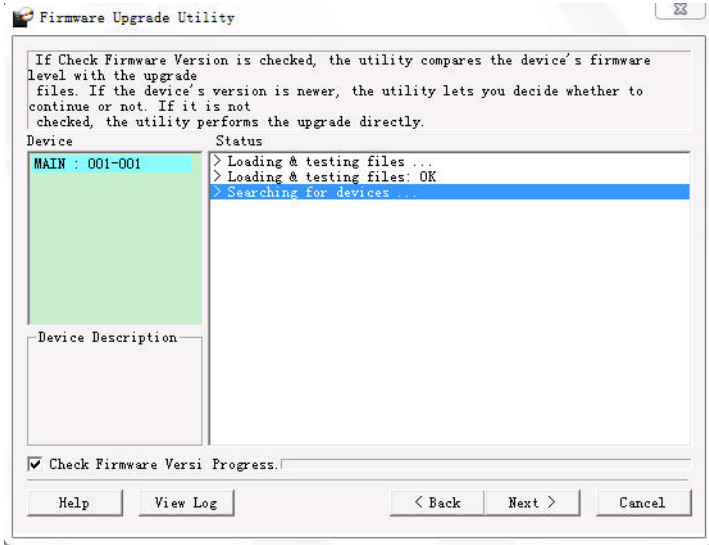 Firmware Upgrade Utility
If Check Firmware Version is checked, the utility compares the device's firmware
level with the upgrade
files. If the device's version is newer, the utility lets you decide whether to
continue or not. If it is not
checked, the utility performs the upgrade directly.
Device
Status
MAIN : 001-001
> Loading & testing files ...
> Loading & testing files: OK
> Searching for devices ...
Device Description
Check Firmware Versi Progress.
Help View Log < Back Next > Cancel